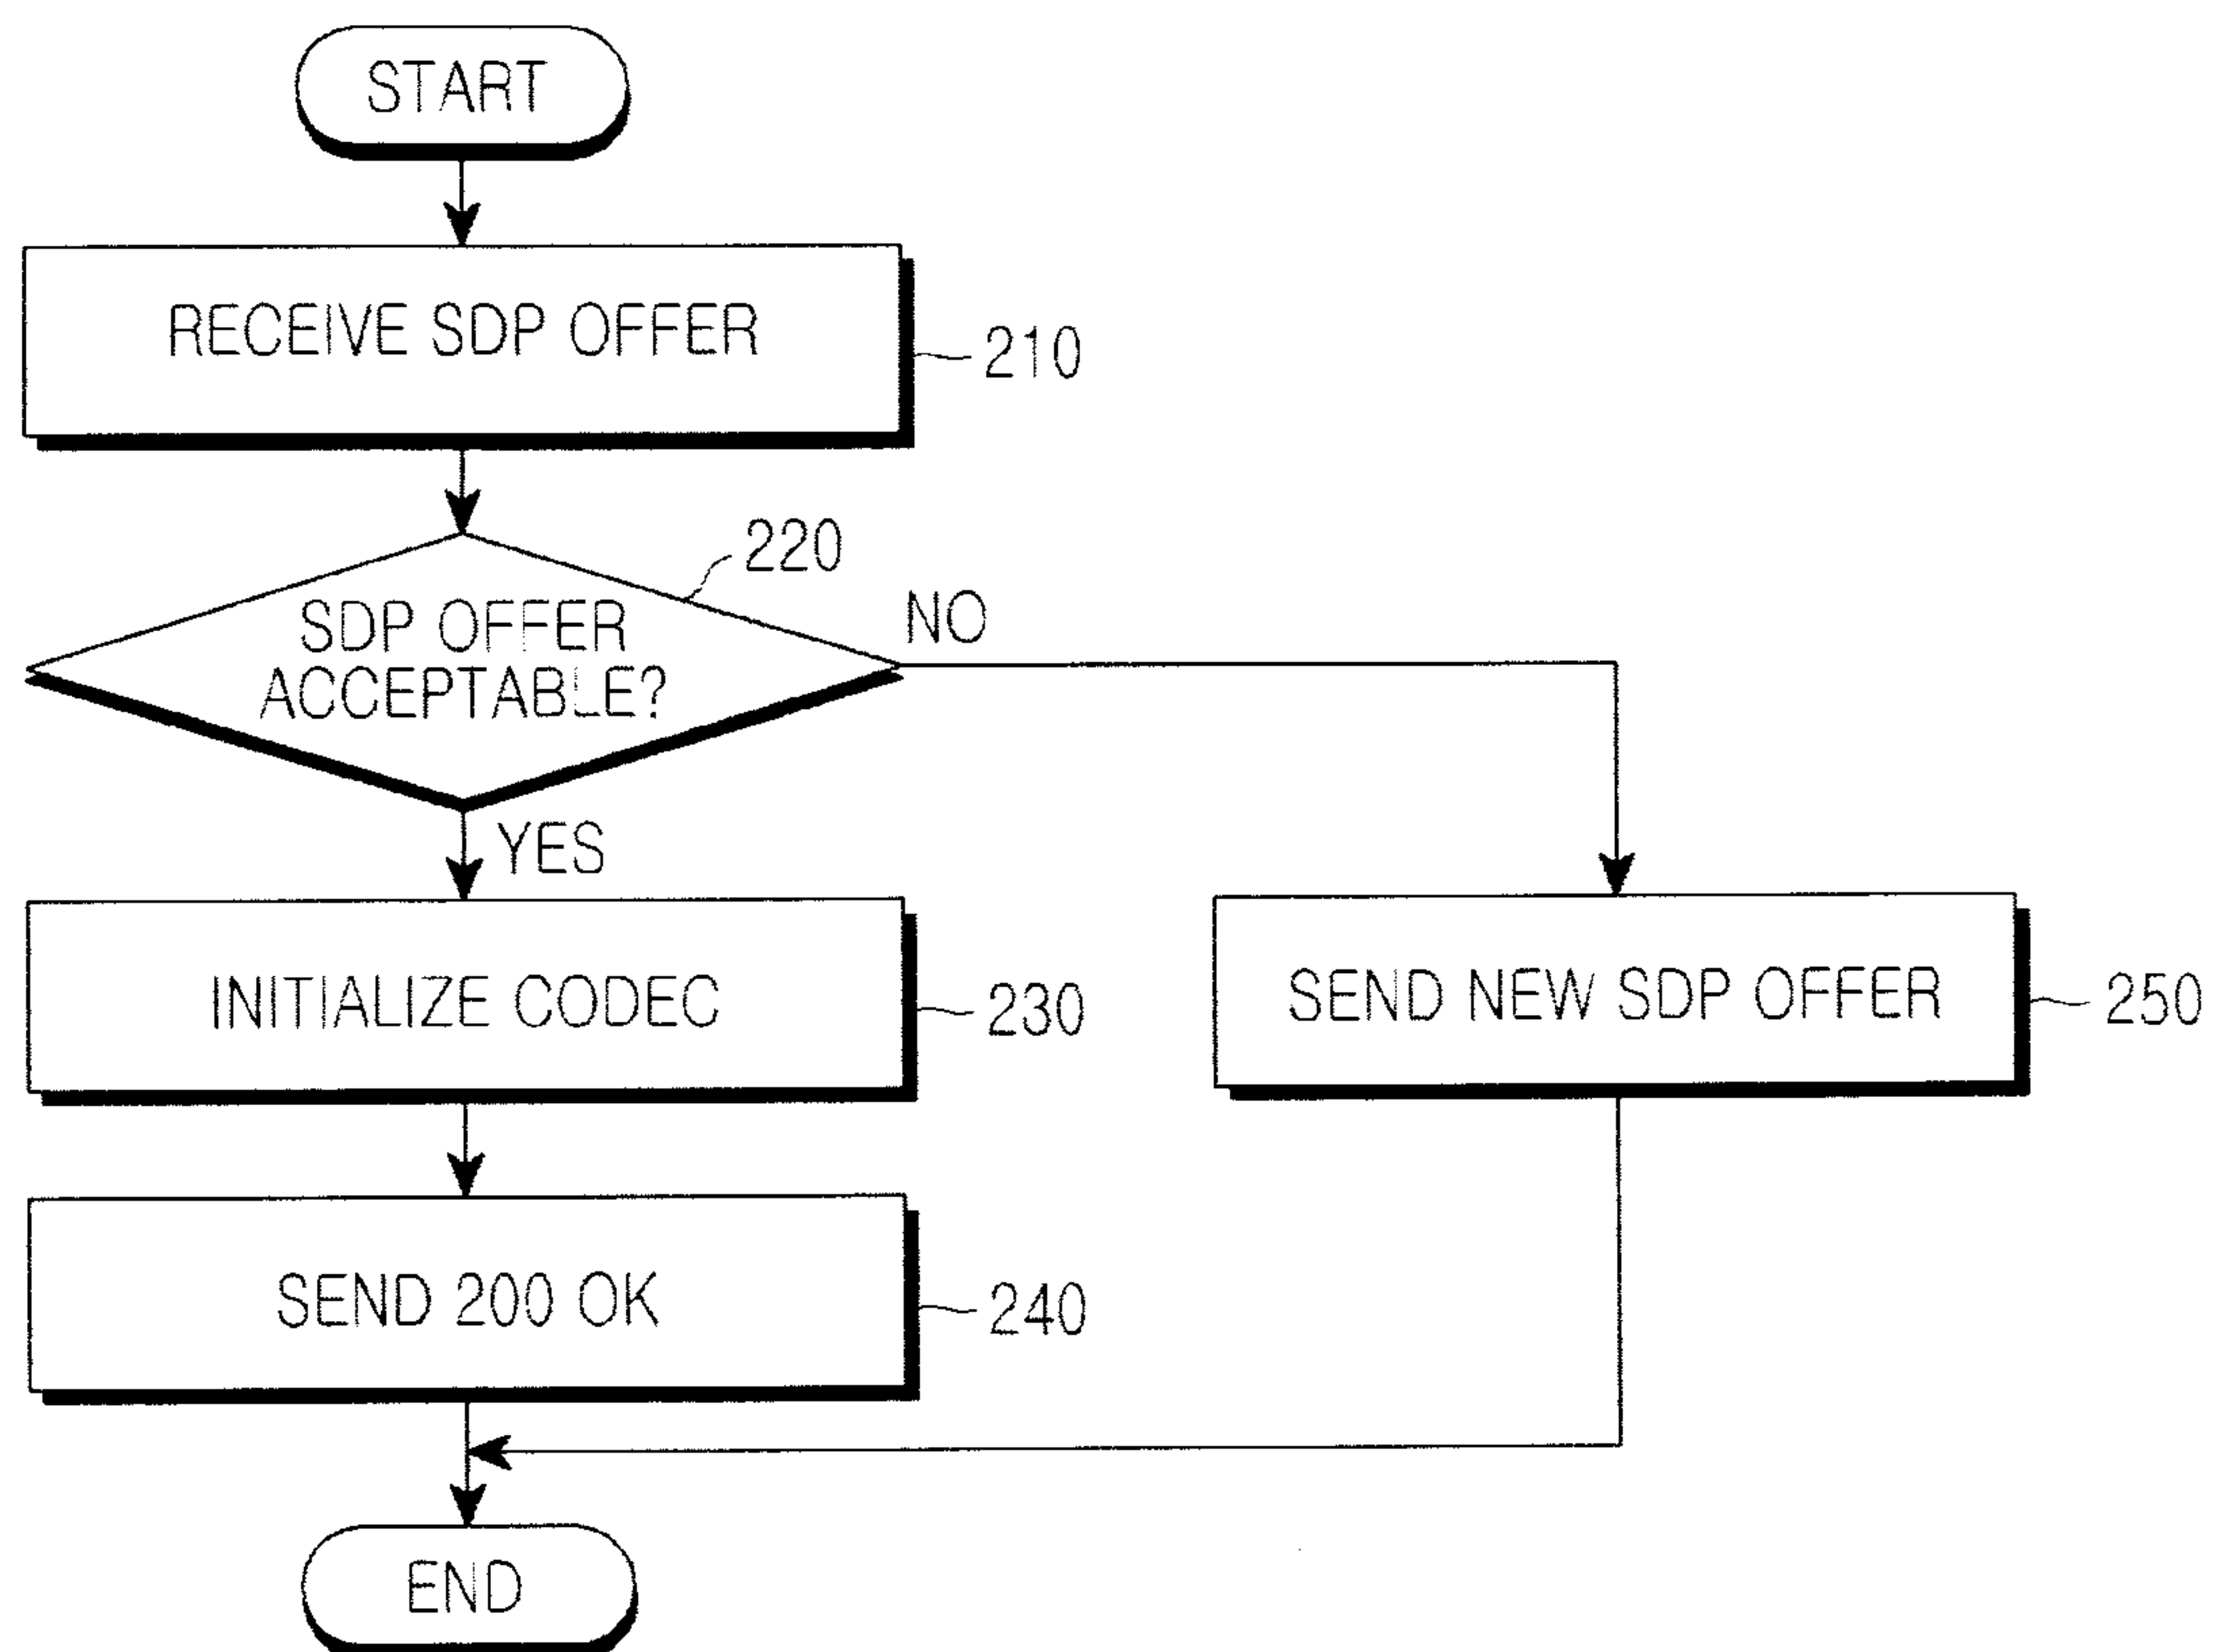 START
RECEIVE SDP OFFER
210
220
SDP OFFER
ACCEPTABLE?
NO
YES
INITIALIZE CODEC
230
SEND NEW SDP OFFER
250
SEND 200 OK
240
END